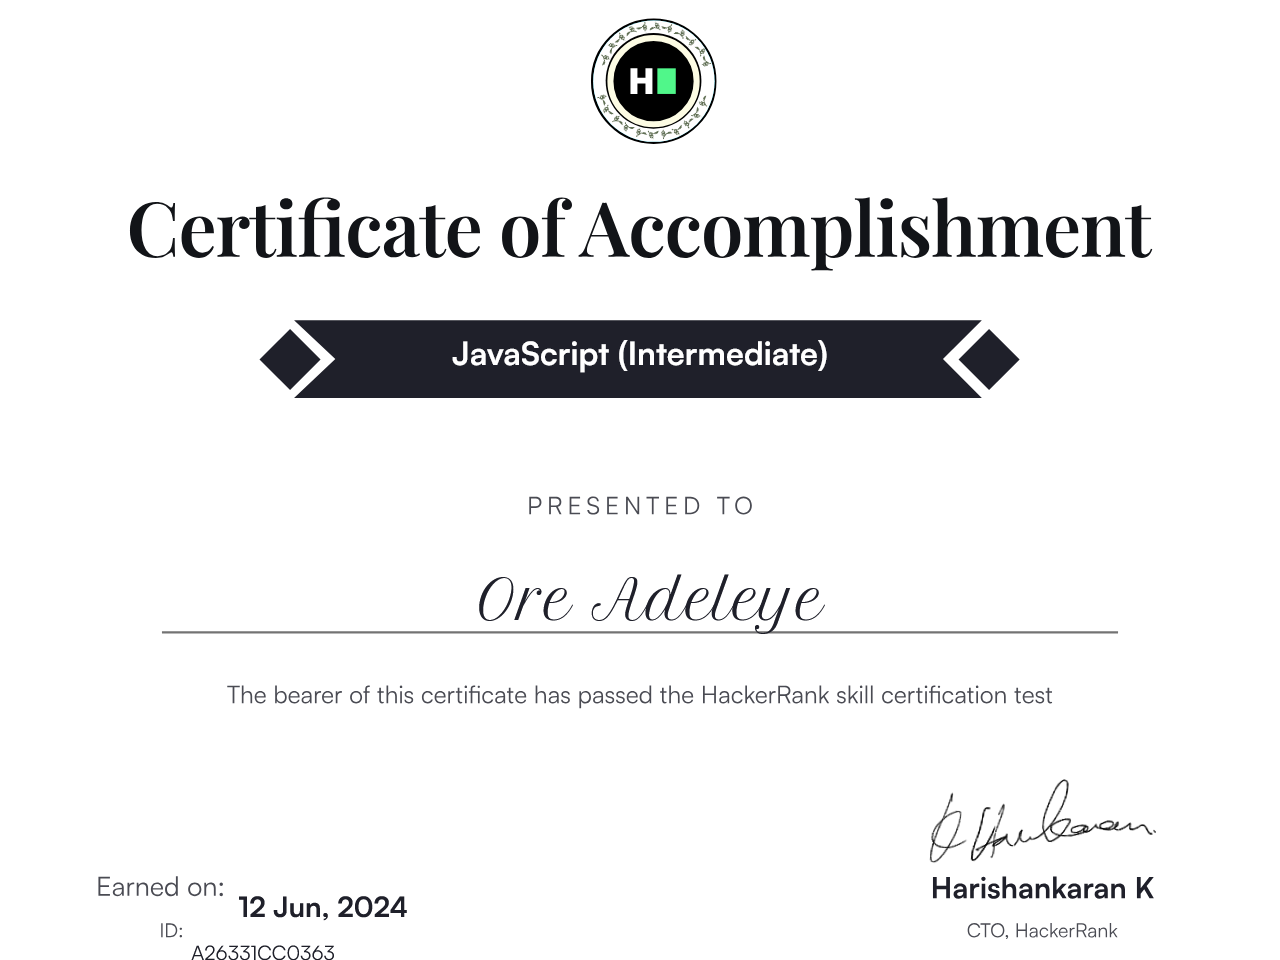 H
Certificate of Accomplishment
JavaScript (Intermediate)
PRESENTED TO
Ore Adeleye
The bearer of this certificate has passed the HackerRank skill certification test
Earned on: 12 Jun, 2024
ID: A26331CC0363
Harishankaran K
CTO, HackerRank